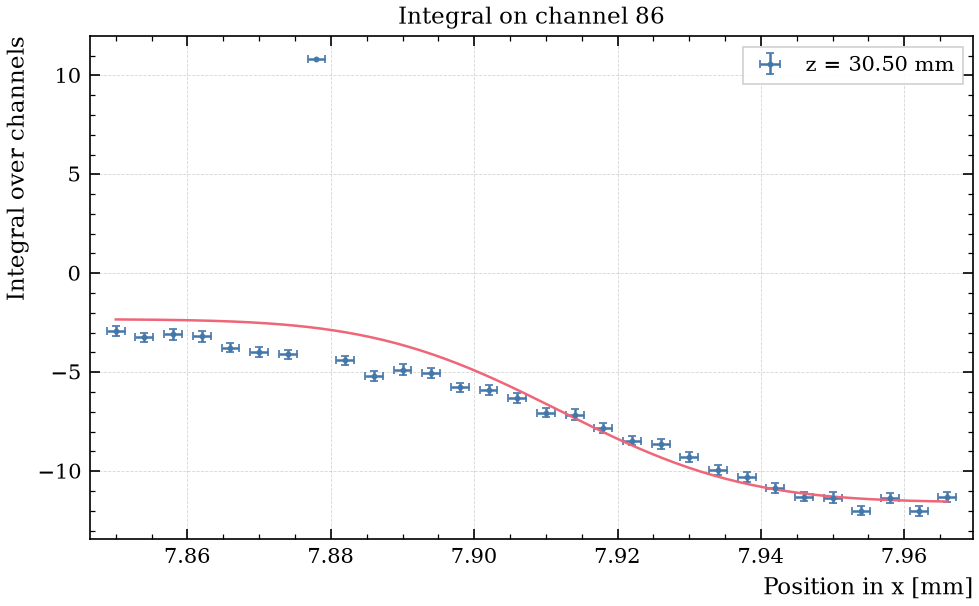 Integral on channel 86
Integral over channels
10
5
0
−5
−10
z = 30.50 mm
7.86 7.88 7.90 7.92 7.94 7.96
Position in x [mm]